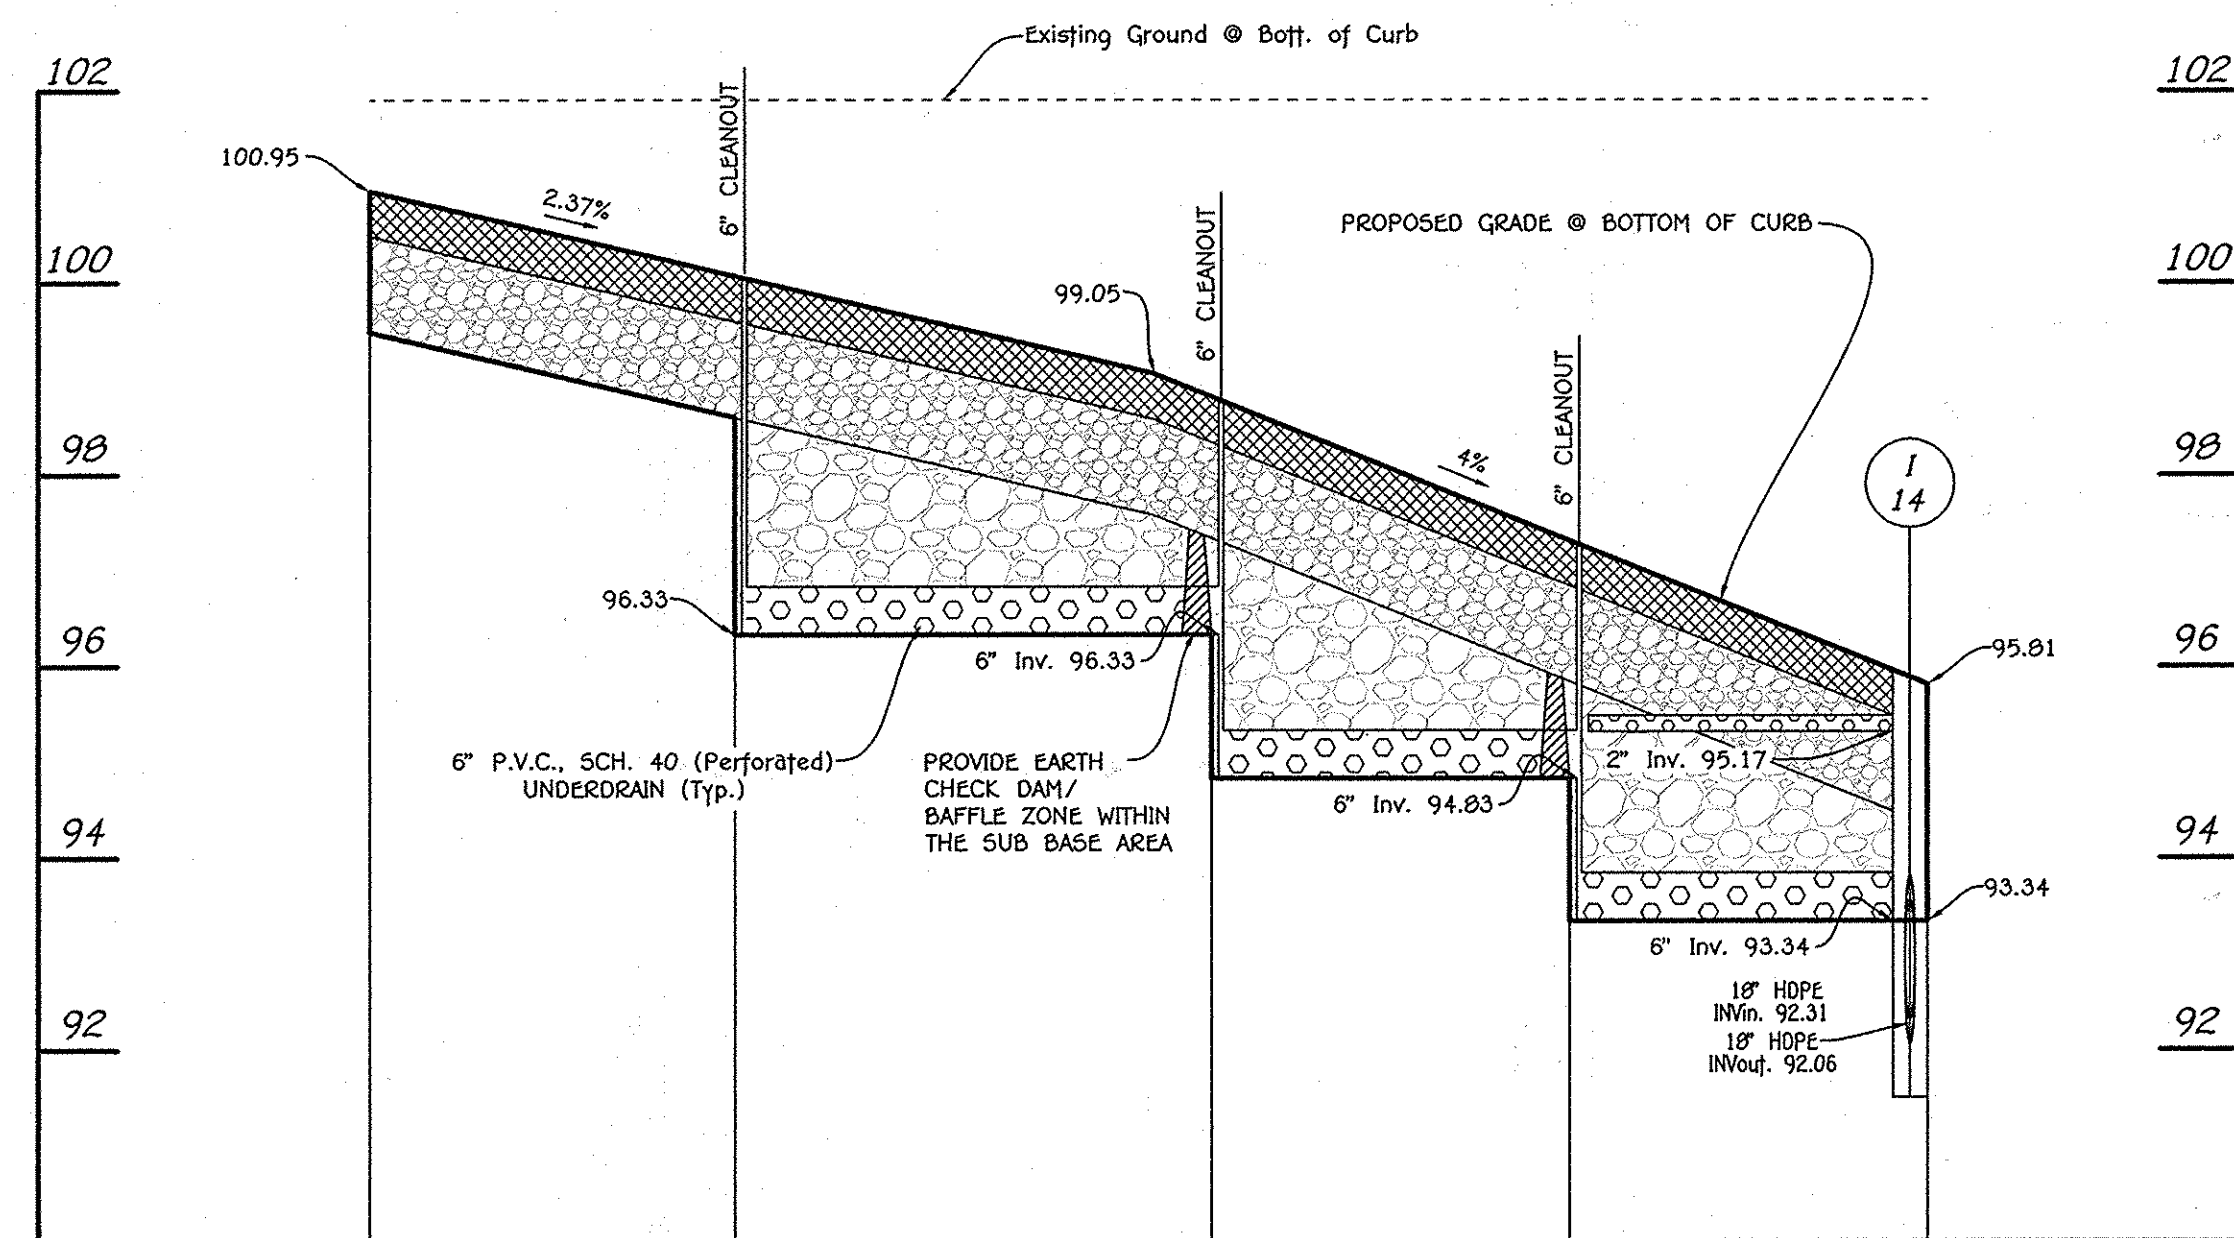 Existing Ground @ Bott. of Curb
102
102
6" CLEANOUT
100.95
2.37%
6" CLEANOUT
PROPOSED GRADE @ BOTTOM OF CURB
100
100
99.05
6" CLEANOUT
98
4%
98
I
14
96.33
96
6" Inv. 96.33
96
95.81
6" P.V.C., SCH. 40 (Perforated)
UNDERDRAIN (Typ.)
PROVIDE EARTH
CHECK DAM/
BAFFLE ZONE WITHIN
THE SUB BASE AREA
2" Inv. 95.17
6" Inv. 94.83
94
94
93.34
6" Inv. 93.34
18" HDPE
INVin. 92.31
18" HDPE
INVout. 92.06
92
92